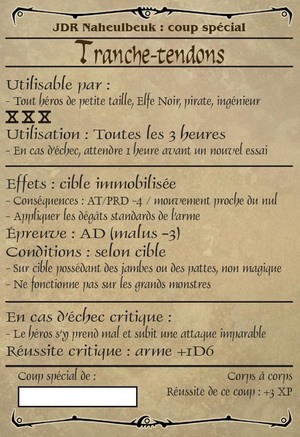 JDR Naheulbeuk : coup spécial
Tranche-tendons
Utilisable par :
- Tout héros de petite taille, Elfe Noir, pirate, ingénieur
Utilisation : Toutes les 3 heures
- En cas d'échec, attendre 1 heure avant un nouvel essai
Effets : cible immobilisée
- Conséquences : AT/PRD -4 / mouvement proche du nul
- Appliquer les dégâts standards de l'arme
Épreuve : AD (malus -3)
Conditions : selon cible
- Sur cible possédant des jambes ou des pattes, non magique
- Ne fonctionne pas sur les grands monstres
En cas d'échec critique :
- Le héros s'y prend mal et subit une attaque imparable
Réussite critique : arme +1D6
Coup spécial de :
Corps à corps
Réussite de ce coup : +3 XP